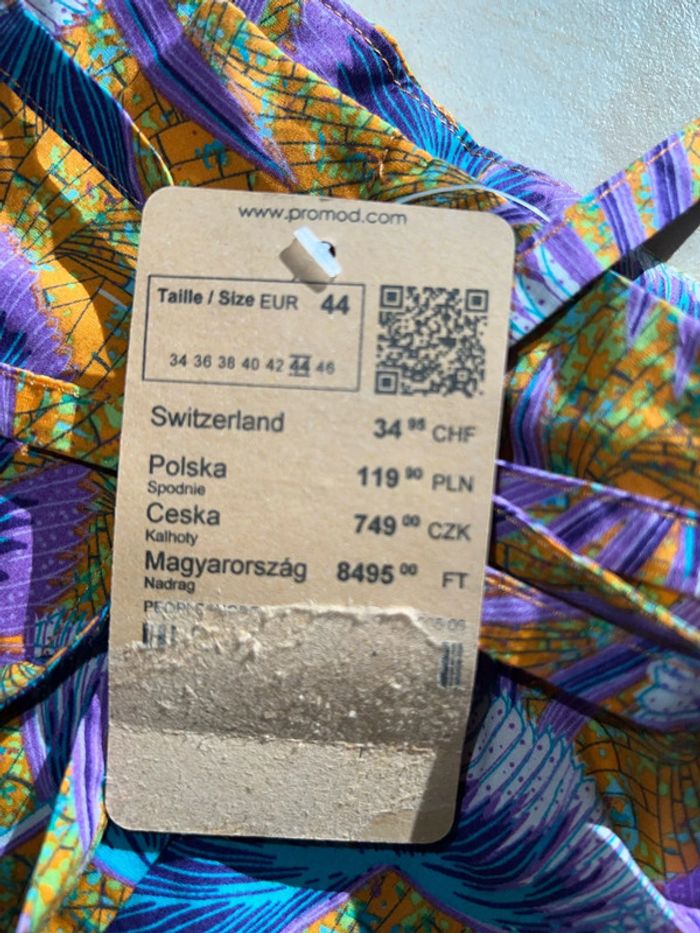 www.promod.com
Taille / Size EUR 44
34 36 38 40 42 44 46
Switzerland 34 95 CHF
Polska 119 90 PLN
Spodnie
Ceska 749 00 CZK
Kalhoty
Magyarország 8495 00 FT
Nadrag